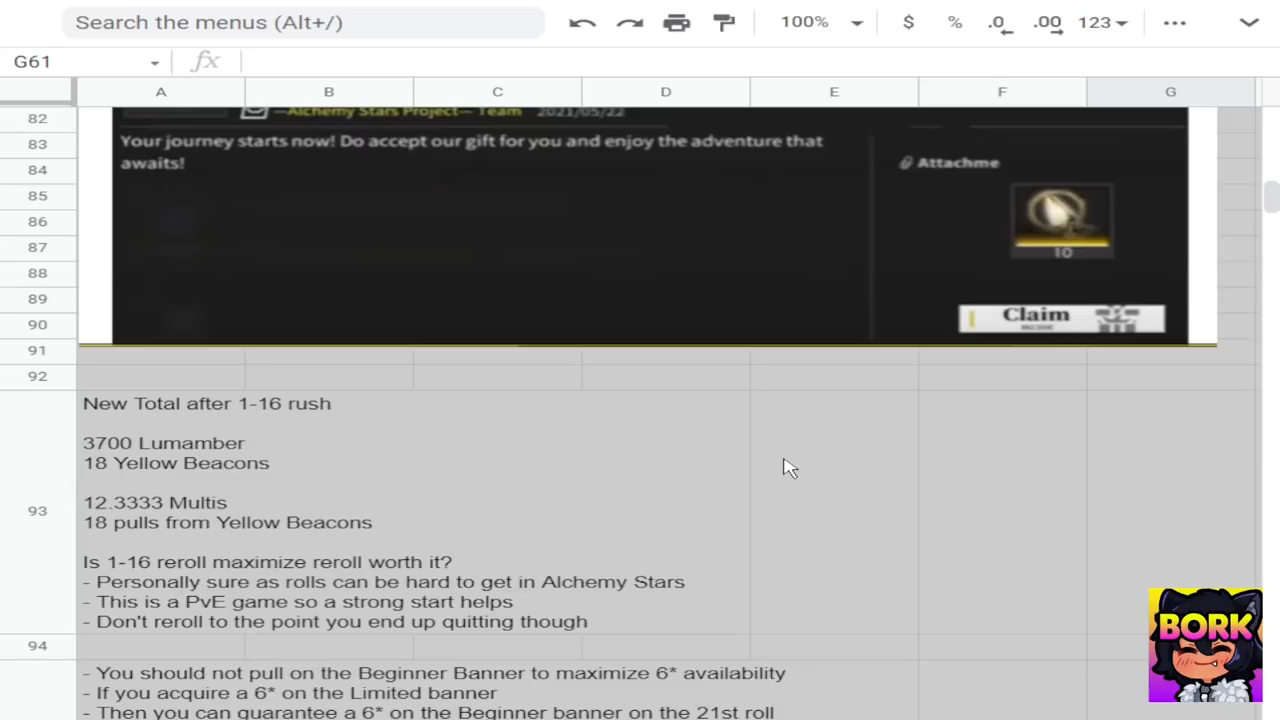 Search the menus (Alt+/)
100%
$
%
.0
.00
123
G61
fx
A B C D E F G
82
—Alchemy Stars Project— Team 2021/05/22
83
Your journey starts now! Do accept our gift for you and enjoy the adventure that
awaits!
84
Attachme
85
86
87
10
88
89
90
Claim
91
92
93
New Total after 1-16 rush
3700 Lumamber
18 Yellow Beacons
12.3333 Multis
18 pulls from Yellow Beacons
Is 1-16 reroll maximize reroll worth it?
- Personally sure as rolls can be hard to get in Alchemy Stars
- This is a PvE game so a strong start helps
- Don't reroll to the point you end up quitting though
94
- You should not pull on the Beginner Banner to maximize 6* availability
- If you acquire a 6* on the Limited banner
- Then you can guarantee a 6* on the Beginner banner on the 21st roll
BORK